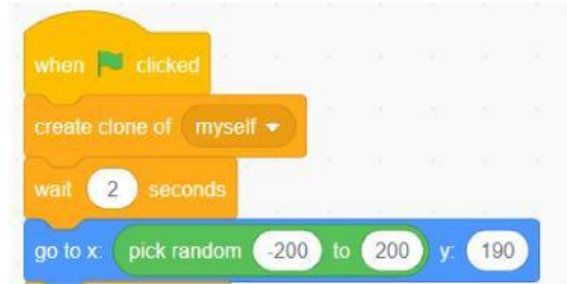 when clicked
create clone of myself
wait 2 seconds
go to x: pick random -200 to 200 y: 190